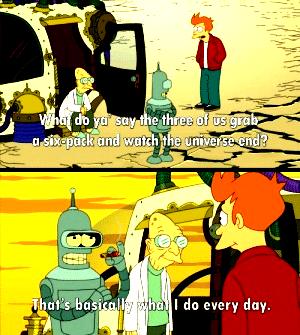 What do ya' say the three of us grab
a six-pack and watch the universe end?
That's basically what I do every day.